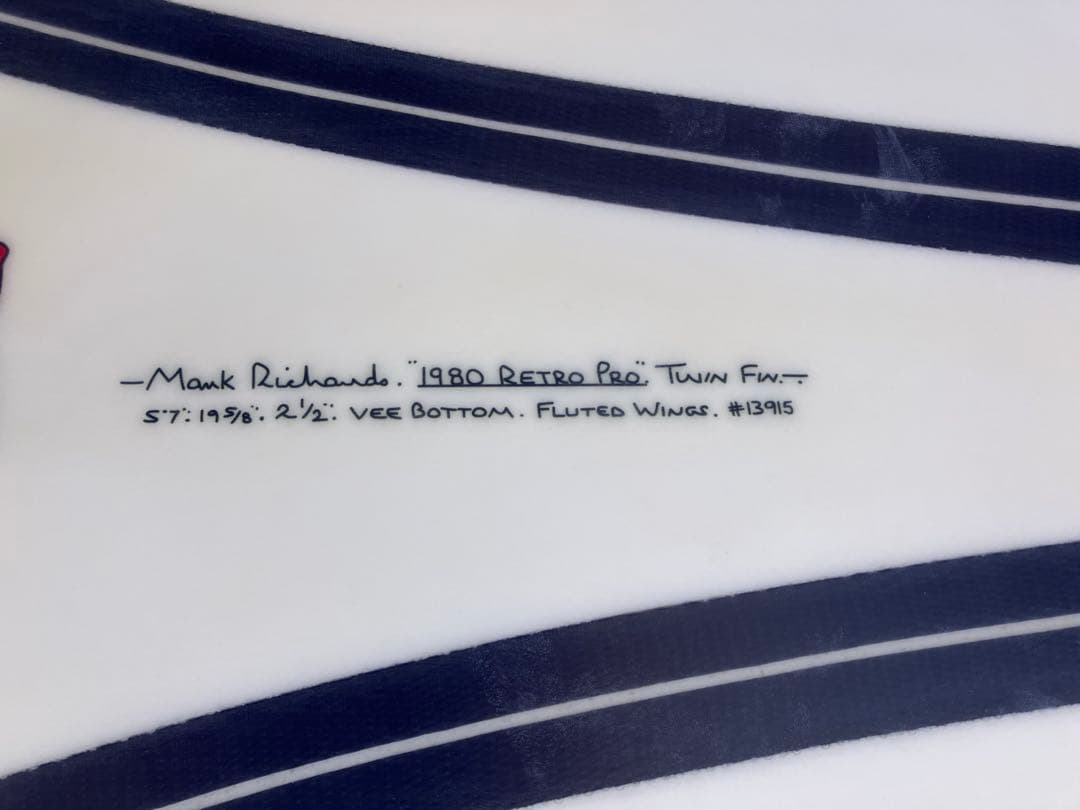 —Mark Richards. "1980 RETRO PRO". TWIN FIN.—
5'7": 19 5/8". 2 1/2": VEE BOTTOM. FLUTED WINGS. #13915